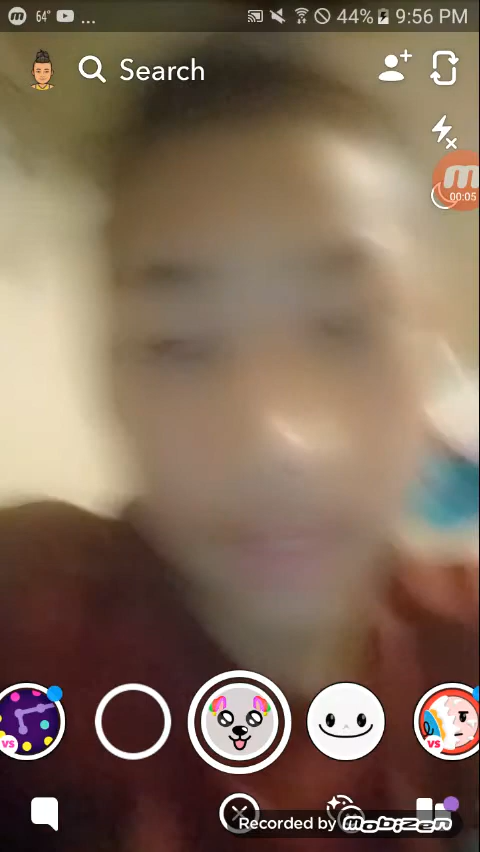 64° ... 44% 9:56 PM
Search
00:05
VS
VS
Recorded by mobizen